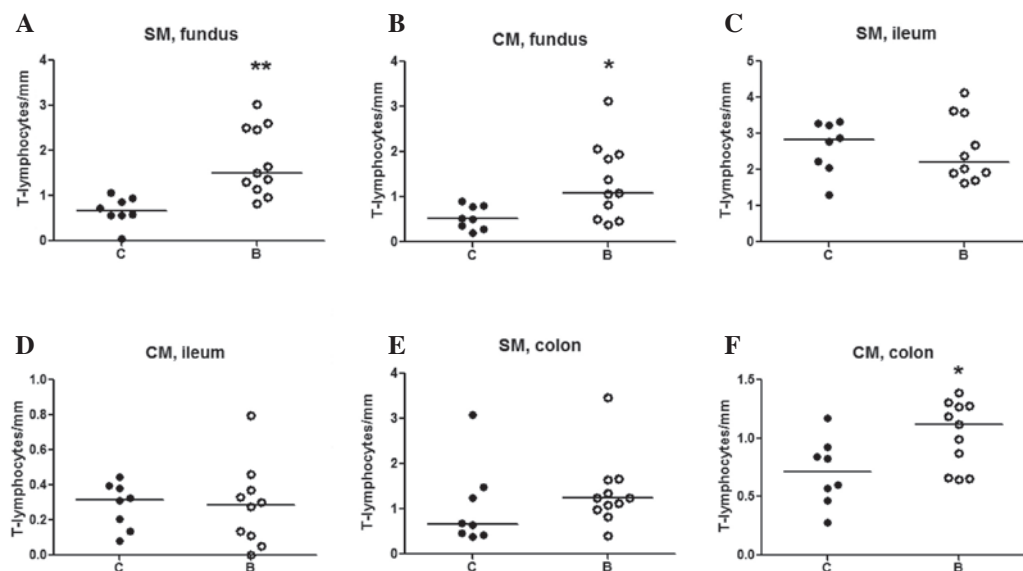 A
SM, fundus
T-lymphocytes/mm
4
3
2
1
0
**
C
B
B
CM, fundus
T-lymphocytes/mm
4
3
2
1
0
*
C
B
C
SM, ileum
T-lymphocytes/mm
5
4
3
2
1
0
C
B
D
CM, ileum
T-lymphocytes/mm
1.0
0.8
0.6
0.4
0.2
0.0
C
B
E
SM, colon
T-lymphocytes/mm
4
3
2
1
0
C
B
F
CM, colon
T-lymphocytes/mm
1.5
1.0
0.5
0.0
*
C
B